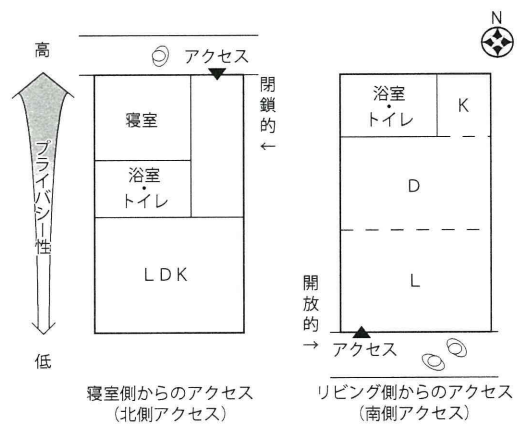 N
高
プライバシー性
低
アクセス
閉鎖的←
寝室
浴室
・
トイレ
LDK
寝室側からのアクセス
(北側アクセス)
浴室
・
トイレ
K
D
L
開放的→
アクセス
リビング側からのアクセス
(南側アクセス)